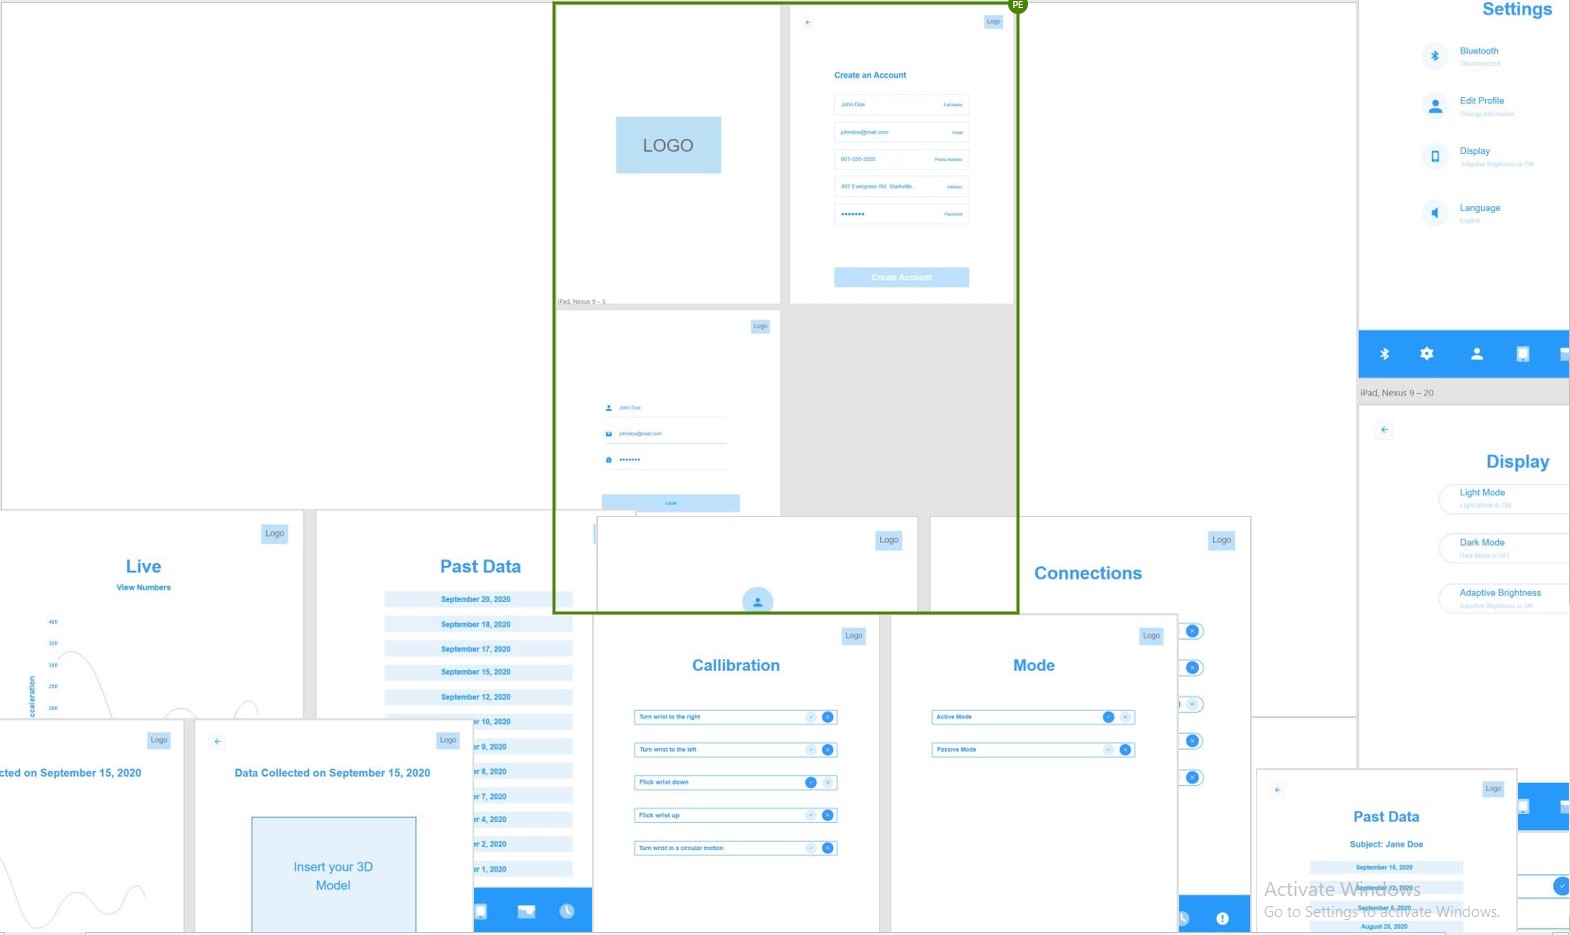 PE
LOGO
iPad, Nexus 9 – 5
Logo
Create an Account
John Doe
Full Name
johndoe@mail.com
Email
601-555-5555
Phone Number
497 Evergreen Rd. Starkville...
Address
•••••••
Password
Create Account
Logo
John Doe
johndoe@mail.com
•••••••
LOGIN
Settings
Bluetooth
Disconnected
Edit Profile
Change Information
Display
Adaptive Brightness is ON
Language
English
iPad, Nexus 9 – 20
Display
Light Mode
Light Mode is ON
Dark Mode
Dark Mode is OFF
Adaptive Brightness
Adaptive Brightness is ON
Logo
Live
View Numbers
400
350
300
250
200
cceleration
Past Data
September 20, 2020
September 18, 2020
September 17, 2020
September 15, 2020
September 12, 2020
r 10, 2020
er 9, 2020
er 8, 2020
er 7, 2020
er 4, 2020
er 2, 2020
er 1, 2020
Logo
Logo
Connections
Logo
Callibration
Turn wrist to the right
Turn wrist to the left
Flick wrist down
Flick wrist up
Turn wrist in a circular motion
Logo
Mode
Active Mode
Passive Mode
Logo
cted on September 15, 2020
Logo
Data Collected on September 15, 2020
Insert your 3D
Model
Logo
Past Data
Subject: Jane Doe
September 15, 2020
September 12, 2020
September 5, 2020
August 25, 2020
Activate Windows
Go to Settings to activate Windows.